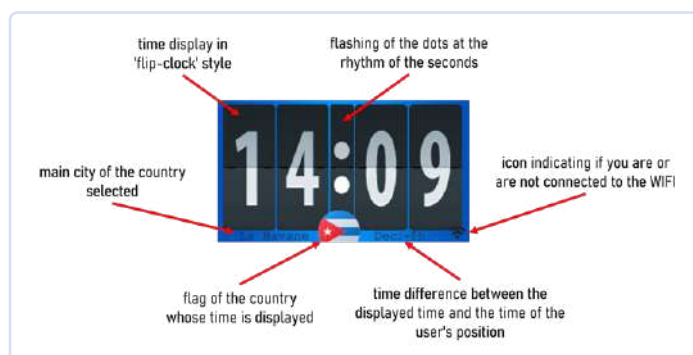 time display in
'flip-clock' style
flashing of the dots at the
rhythm of the seconds
14:09
main city of the country
selected
icon indicating if you are or
are not connected to the WIFI
La Havane
flag of the country
whose time is displayed
time difference between the
displayed time and the time of the
user's position